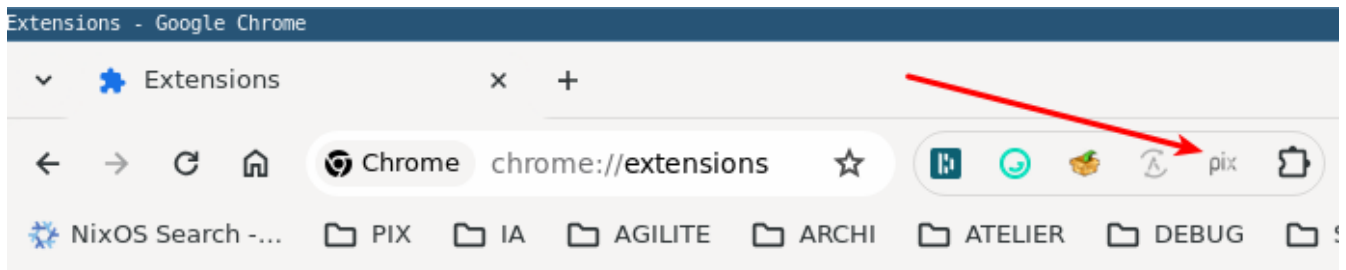 Extensions - Google Chrome
Extensions
Chrome chrome://extensions pix
NixOS Search -... PIX IA AGILITE ARCHI ATELIER DEBUG